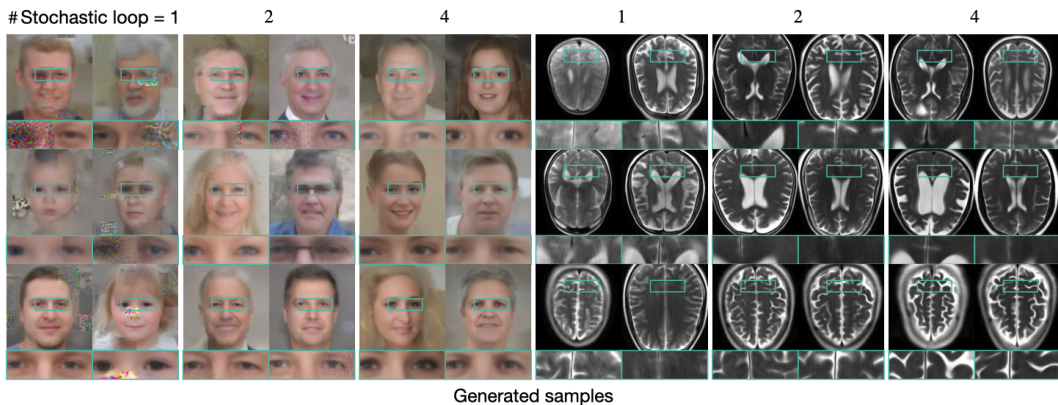 # Stochastic loop = 1 2 4 1 2 4
Generated samples